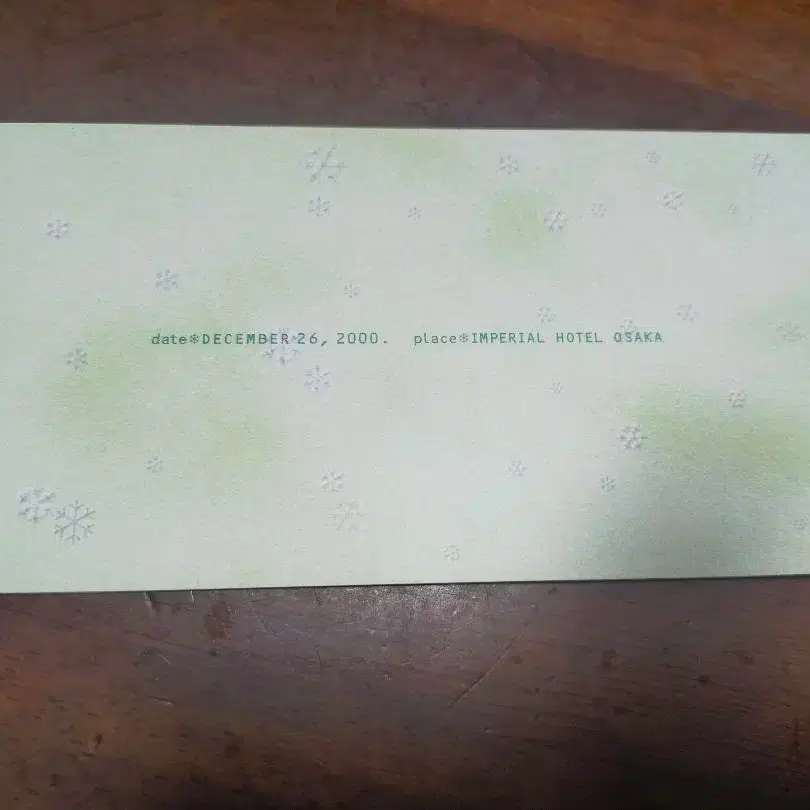 date❄DECEMBER 26, 2000. place❄IMPERIAL HOTEL OSAKA